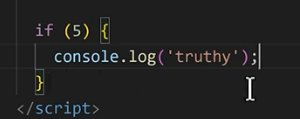 if (5) {
console.log('truthy');
}
</script>